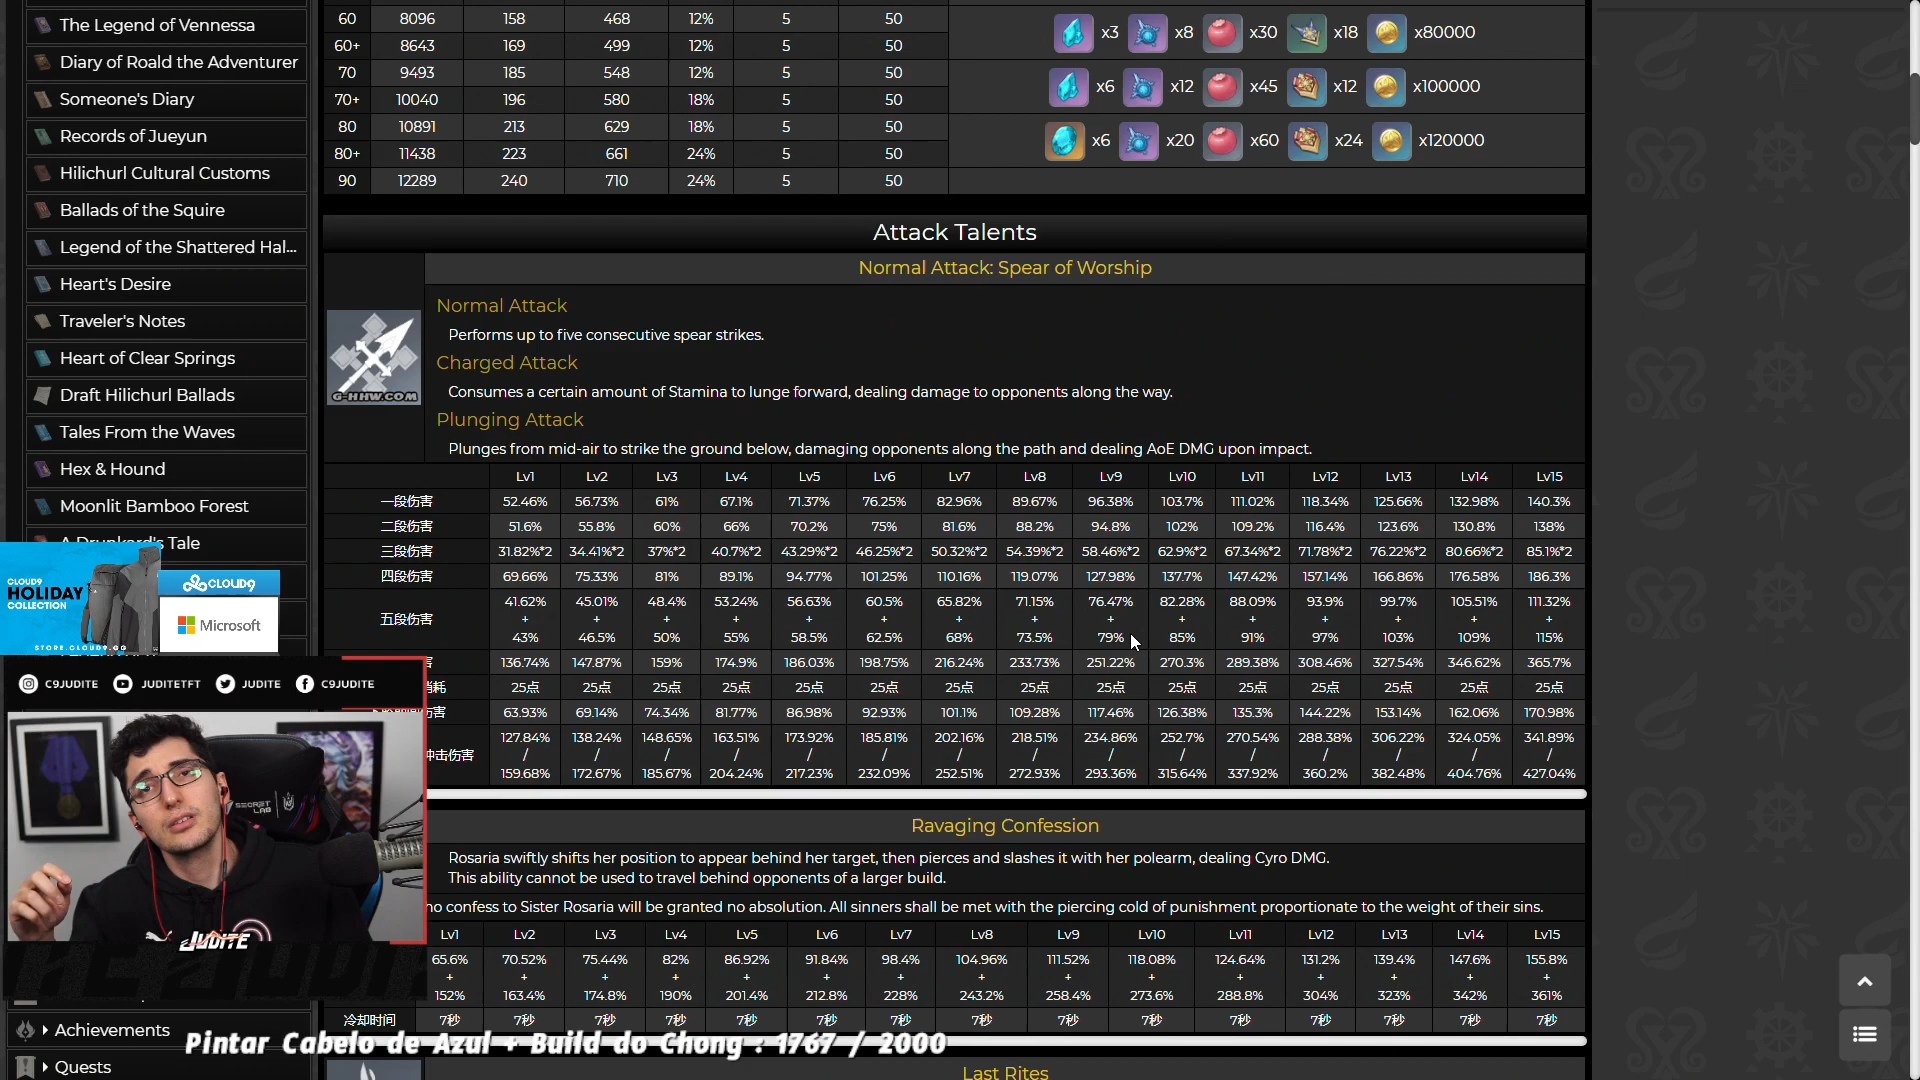 The Legend of Vennessa
Diary of Roald the Adventurer
Someone's Diary
Records of Jueyun
Hilichurl Cultural Customs
Ballads of the Squire
Legend of the Shattered Hal...
Heart's Desire
Traveler's Notes
Heart of Clear Springs
Draft Hilichurl Ballads
Tales From the Waves
Hex & Hound
Moonlit Bamboo Forest
A Drunkard's Tale
60 8096 158 468 12% 5 50
60+ 8643 169 499 12% 5 50
70 9493 185 548 12% 5 50
70+ 10040 196 580 18% 5 50
80 10891 213 629 18% 5 50
80+ 11438 223 661 24% 5 50
90 12289 240 710 24% 5 50
x3 x8 x30 x18 x80000
x6 x12 x45 x12 x100000
x6 x20 x60 x24 x120000
Attack Talents
Normal Attack: Spear of Worship
G-HHW.COM
Normal Attack
Performs up to five consecutive spear strikes.
Charged Attack
Consumes a certain amount of Stamina to lunge forward, dealing damage to opponents along the way.
Plunging Attack
Plunges from mid-air to strike the ground below, damaging opponents along the path and dealing AoE DMG upon impact.
Lv1 Lv2 Lv3 Lv4 Lv5 Lv6 Lv7 Lv8 Lv9 Lv10 Lv11 Lv12 Lv13 Lv14 Lv15
一段伤害 52.46% 56.73% 61% 67.1% 71.37% 76.25% 82.96% 89.67% 96.38% 103.7% 111.02% 118.34% 125.66% 132.98% 140.3%
二段伤害 51.6% 55.8% 60% 66% 70.2% 75% 81.6% 88.2% 94.8% 102% 109.2% 116.4% 123.6% 130.8% 138%
三段伤害 31.82%*2 34.41%*2 37%*2 40.7%*2 43.29%*2 46.25%*2 50.32%*2 54.39%*2 58.46%*2 62.9%*2 67.34%*2 71.78%*2 76.22%*2 80.66%*2 85.1%*2
四段伤害 69.66% 75.33% 81% 89.1% 94.77% 101.25% 110.16% 119.07% 127.98% 137.7% 147.42% 157.14% 166.86% 176.58% 186.3%
41.62% 45.01% 48.4% 53.24% 56.63% 60.5% 65.82% 71.15% 76.47% 82.28% 88.09% 93.9% 99.7% 105.51% 111.32%
五段伤害 + + + + + + + + + + + + + + +
43% 46.5% 50% 55% 58.5% 62.5% 68% 73.5% 79% 85% 91% 97% 103% 109% 115%
害 136.74% 147.87% 159% 174.9% 186.03% 198.75% 216.24% 233.73% 251.22% 270.3% 289.38% 308.46% 327.54% 346.62% 365.7%
消耗 25点 25点 25点 25点 25点 25点 25点 25点 25点 25点 25点 25点 25点 25点 25点
伤害 63.93% 69.14% 74.34% 81.77% 86.98% 92.93% 101.1% 109.28% 117.46% 126.38% 135.3% 144.22% 153.14% 162.06% 170.98%
127.84% 138.24% 148.65% 163.51% 173.92% 185.81% 202.16% 218.51% 234.86% 252.7% 270.54% 288.38% 306.22% 324.05% 341.89%
冲击伤害 / / / / / / / / / / / / / / /
159.68% 172.67% 185.67% 204.24% 217.23% 232.09% 252.51% 272.93% 293.36% 315.64% 337.92% 360.2% 382.48% 404.76% 427.04%
Ravaging Confession
Rosaria swiftly shifts her position to appear behind her target, then pierces and slashes it with her polearm, dealing Cyro DMG.
This ability cannot be used to travel behind opponents of a larger build.
no confess to Sister Rosaria will be granted no absolution. All sinners shall be met with the piercing cold of punishment proportionate to the weight of their sins.
Lv1 Lv2 Lv3 Lv4 Lv5 Lv6 Lv7 Lv8 Lv9 Lv10 Lv11 Lv12 Lv13 Lv14 Lv15
65.6% 70.52% 75.44% 82% 86.92% 91.84% 98.4% 104.96% 111.52% 118.08% 124.64% 131.2% 139.4% 147.6% 155.8%
+ + + + + + + + + + + + + + +
152% 163.4% 174.8% 190% 201.4% 212.8% 228% 243.2% 258.4% 273.6% 288.8% 304% 323% 342% 361%
冷却时间 7秒 7秒 7秒 7秒 7秒 7秒 7秒 7秒 7秒 7秒 7秒 7秒 7秒 7秒 7秒
Last Rites
CLOUD9
HOLIDAY
COLLECTION
STORE.CLOUD9.GG
CLOUD9
Microsoft
C9JUDITE JUDITETFT JUDITE C9JUDITE
SECRET
LAB
JUDITE
Achievements
Quests
Pintar Cabelo de Azul + Build do Chong : 1767 / 2000